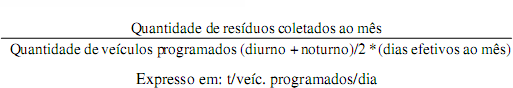 Quantidade de resíduos coletados ao mês
Quantidade de veículos programados (diurno + noturno)/2 * (dias efetivos ao mês)
Expresso em: t/veíc. programados/dia